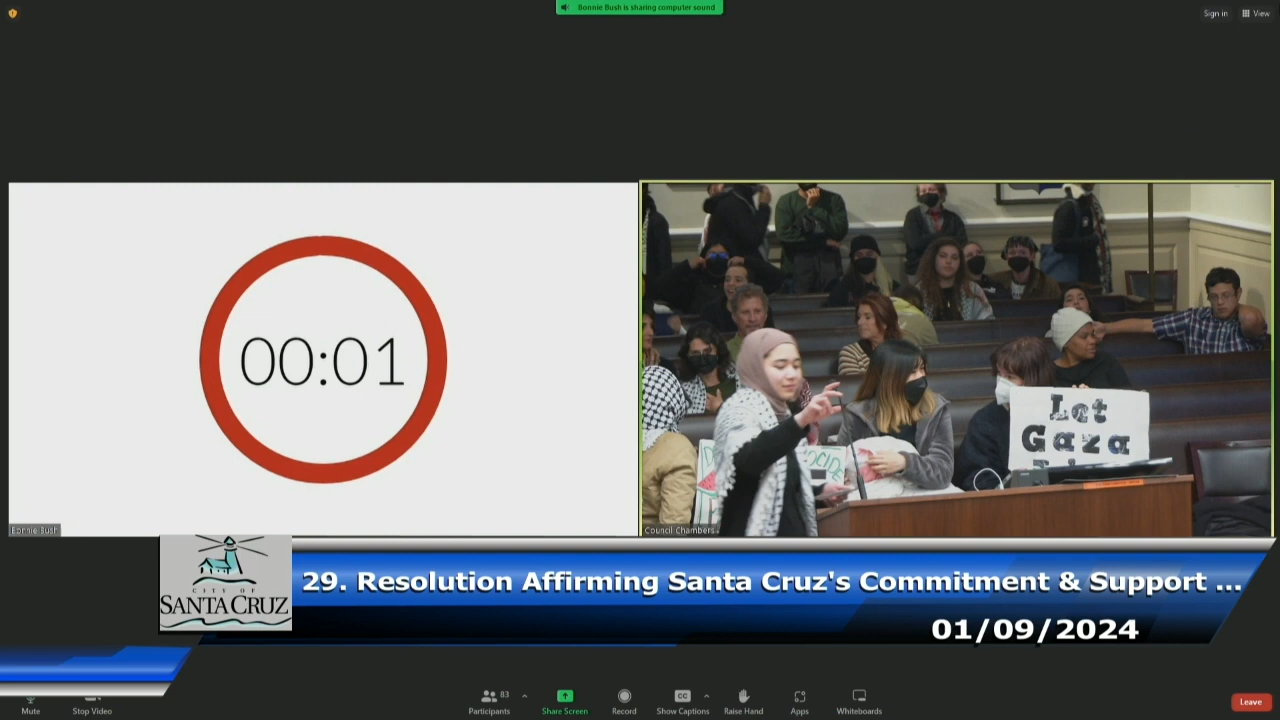 Bonnie Bush is sharing computer sound
Sign in
View
00:01
Let
Gaza
Bonnie Bush
Council Chambers
CITY OF
SANTA CRUZ
29. Resolution Affirming Santa Cruz's Commitment & Support ...
01/09/2024
Mute
Stop Video
83
Participants
Share Screen
CC
Record
Show Captions
Raise Hand
Apps
Whiteboards
Leave